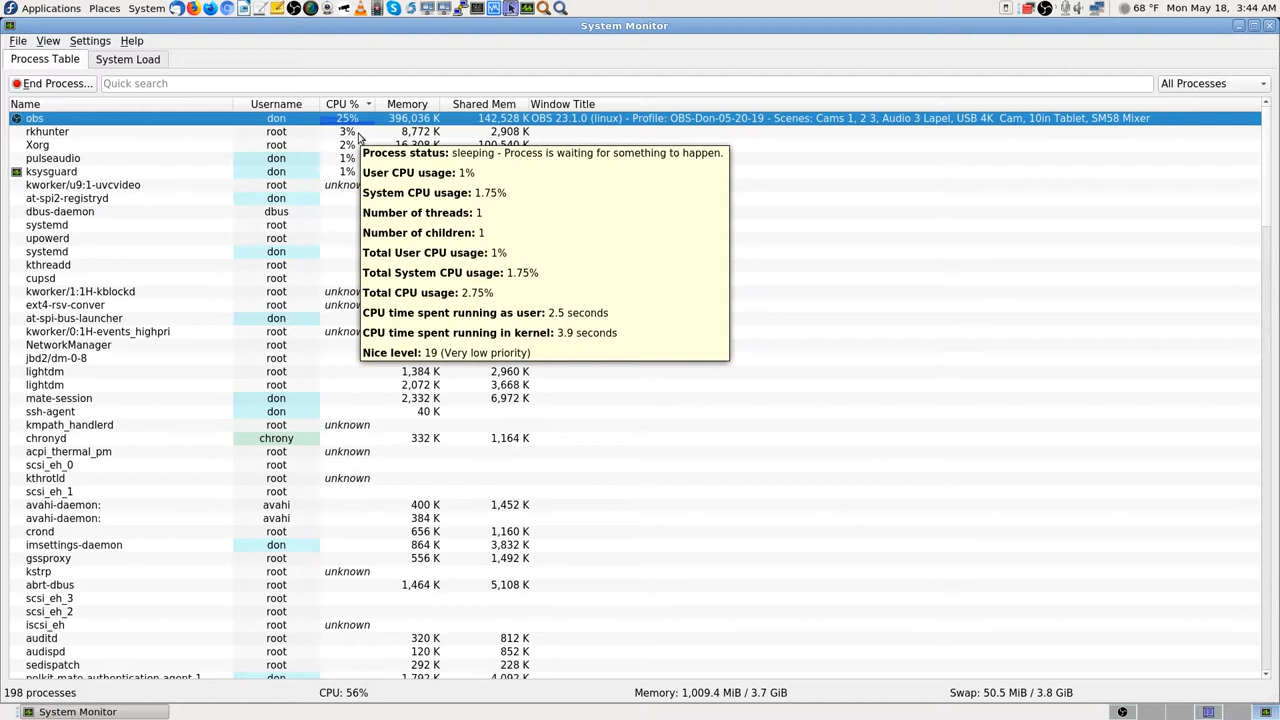 Applications Places System 68 °F Mon May 18, 3:44 AM
System Monitor
File View Settings Help
Process Table System Load
End Process... Quick search All Processes
Name Username CPU % Memory Shared Mem Window Title
obs don 25% 396,036 K 142,528 K OBS 23.1.0 (linux) - Profile: OBS-Don-05-20-19 - Scenes: Cams 1, 2 3, Audio 3 Lapel, USB 4K Cam, 10in Tablet, SM58 Mixer
rkhunter root 3% 8,772 K 2,908 K
Xorg root 2% 16,308 K 100,540 K
pulseaudio don 1%
ksysguard don 1%
kworker/u9:1-uvcvideo root
at-spi2-registryd don
dbus-daemon dbus
systemd root
upowerd root
systemd don
kthreadd root
cupsd root
kworker/1:1H-kblockd root
ext4-rsv-conver root
at-spi-bus-launcher don
kworker/0:1H-events_highpri root
NetworkManager root
jbd2/dm-0-8 root
Process status: sleeping - Process is waiting for something to happen.
User CPU usage: 1%
System CPU usage: 1.75%
Number of threads: 1
Number of children: 1
Total User CPU usage: 1%
Total System CPU usage: 1.75%
Total CPU usage: 2.75%
CPU time spent running as user: 2.5 seconds
CPU time spent running in kernel: 3.9 seconds
Nice level: 19 (Very low priority)
lightdm root 1,384 K 2,960 K
lightdm root 2,072 K 3,668 K
mate-session don 2,332 K 6,972 K
ssh-agent don 40 K
kmpath_handlerd root unknown
chronyd chrony 332 K 1,164 K
acpi_thermal_pm root unknown
scsi_eh_0 root
kthrotld root unknown
scsi_eh_1 root
avahi-daemon: avahi 400 K 1,452 K
avahi-daemon: avahi 384 K
crond root 656 K 1,160 K
imsettings-daemon don 864 K 3,832 K
gssproxy root 556 K 1,492 K
kstrp root unknown
abrt-dbus root 1,464 K 5,108 K
scsi_eh_3 root
scsi_eh_2 root
iscsi_eh root unknown
auditd root 320 K 812 K
audispd root 120 K 852 K
sedispatch root 292 K 228 K
polkit-mate-authentication-agent-1 don 1,792 K 4,092 K
198 processes CPU: 56% Memory: 1,009.4 MiB / 3.7 GiB Swap: 50.5 MiB / 3.8 GiB
System Monitor